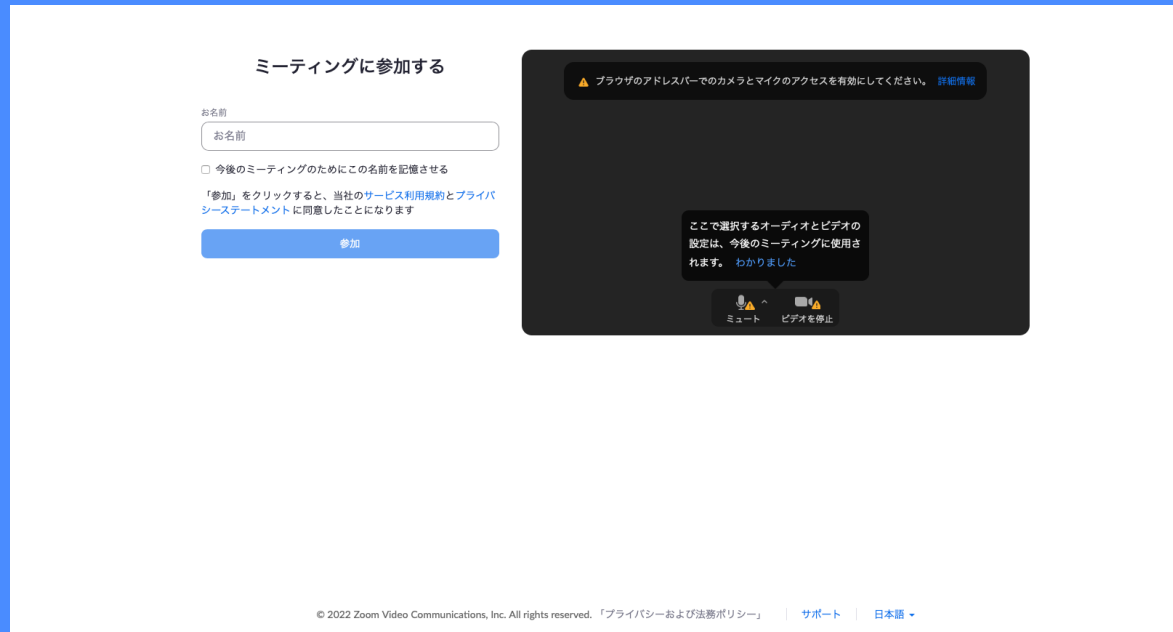 ミーティングに参加する
お名前
お名前
今後のミーティングのためにこの名前を記憶させる
「参加」をクリックすると、当社のサービス利用規約とプライバ
シーステートメント に同意したことになります
参加
ブラウザのアドレスバーでのカメラとマイクのアクセスを有効にしてください。 詳細情報
ここで選択するオーディオとビデオの
設定は、今後のミーティングに使用さ
れます。 わかりました
ミュート ビデオを停止
© 2022 Zoom Video Communications, Inc. All rights reserved. 「プライバシーおよび法務ポリシー」 サポート 日本語